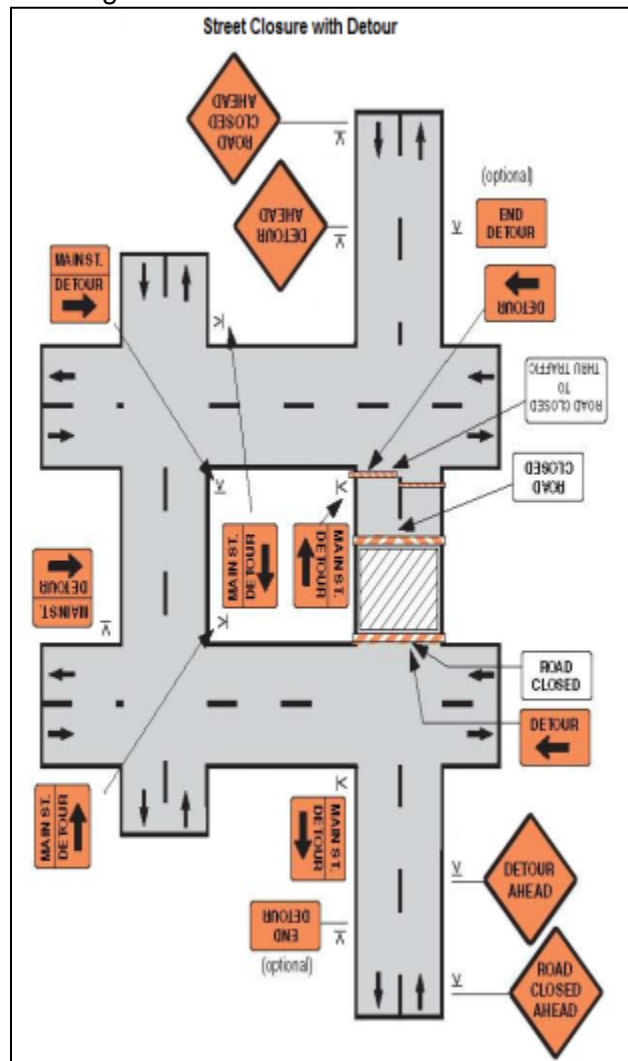 Street Closure with Detour
ROAD
CLOSED
AHEAD
DETOUR
AHEAD
(optional)
END
DETOUR
MAIN ST.
DETOUR
DETOUR
ROAD CLOSED
TO
THRU TRAFFIC
ROAD
CLOSED
MAIN ST.
DETOUR
MAIN ST.
DETOUR
MAIN ST.
DETOUR
ROAD
CLOSED
DETOUR
MAIN ST.
DETOUR
MAIN ST.
DETOUR
DETOUR
AHEAD
END
DETOUR
(optional)
ROAD
CLOSED
AHEAD